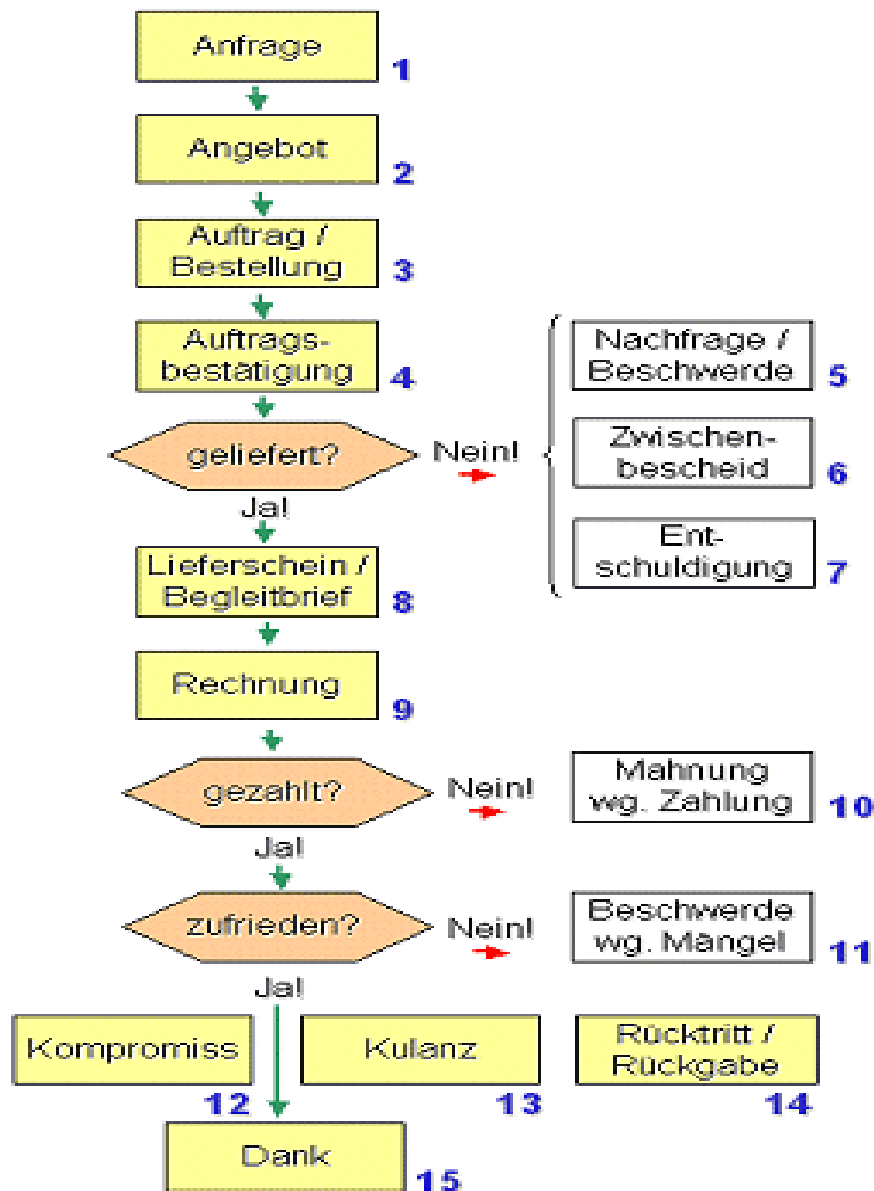 Anfrage
1
Angebot
2
Auftrag /
Bestellung
3
Auftrags-
bestätigung
4
geliefert?
Nein!
Nachfrage /
Beschwerde
5
Zwischen-
bescheid
6
Ent-
schuldigung
7
Ja!
Lieferschein /
Begleitbrief
8
Rechnung
9
gezahlt?
Nein!
Mahnung
wg. Zahlung
10
Ja!
zufrieden?
Nein!
Beschwerde
wg. Mängel
11
Ja!
Kompromiss
12
Kulanz
13
Rücktritt /
Rückgabe
14
Dank
15